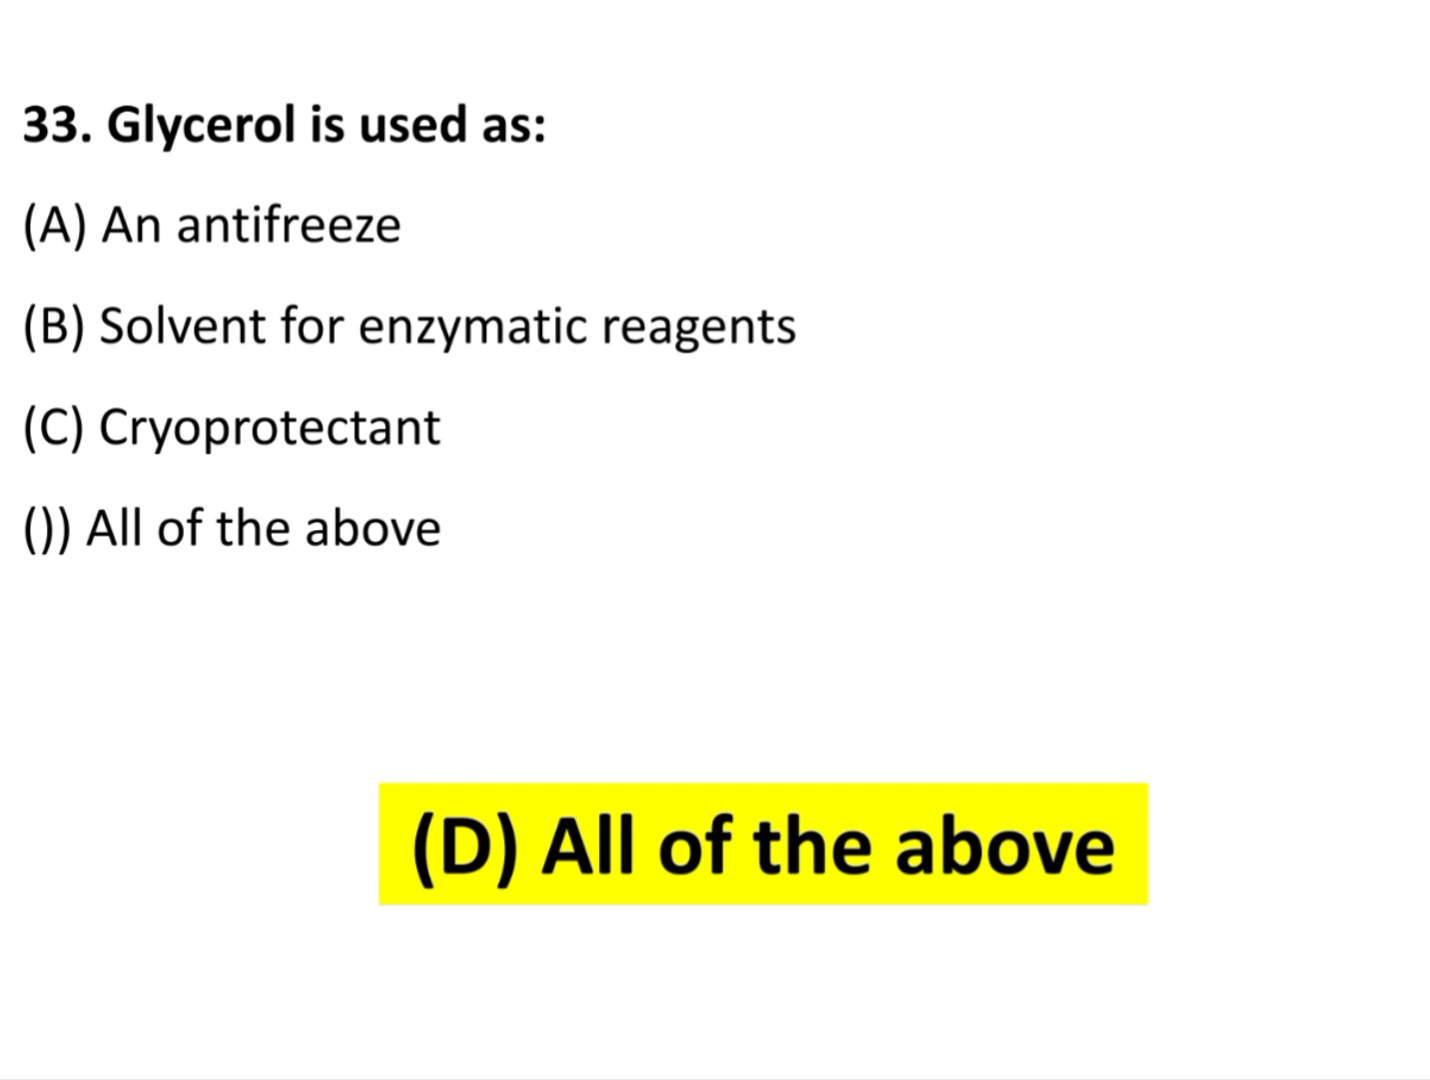 33. Glycerol is used as:
(A) An antifreeze
(B) Solvent for enzymatic reagents
(C) Cryoprotectant
()) All of the above
(D) All of the above